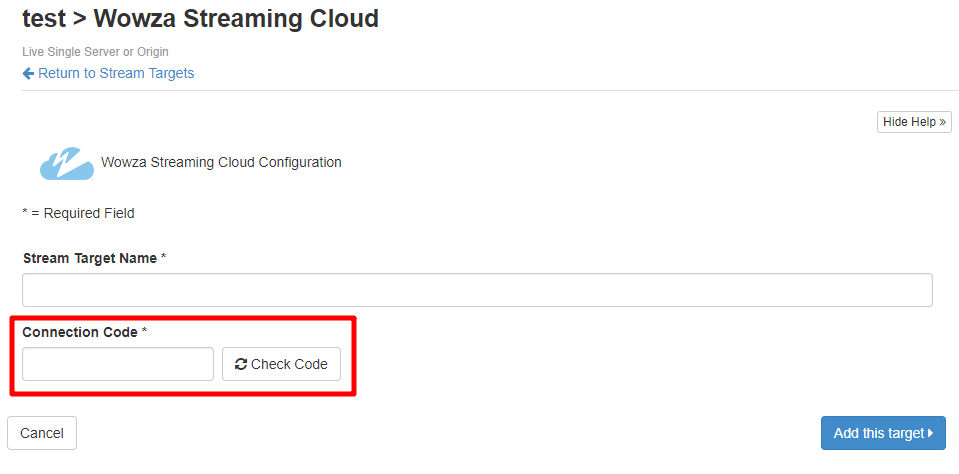 test > Wowza Streaming Cloud
Live Single Server or Origin
Return to Stream Targets
Hide Help »
Wowza Streaming Cloud Configuration
* = Required Field
Stream Target Name *
Connection Code *
Check Code
Cancel
Add this target